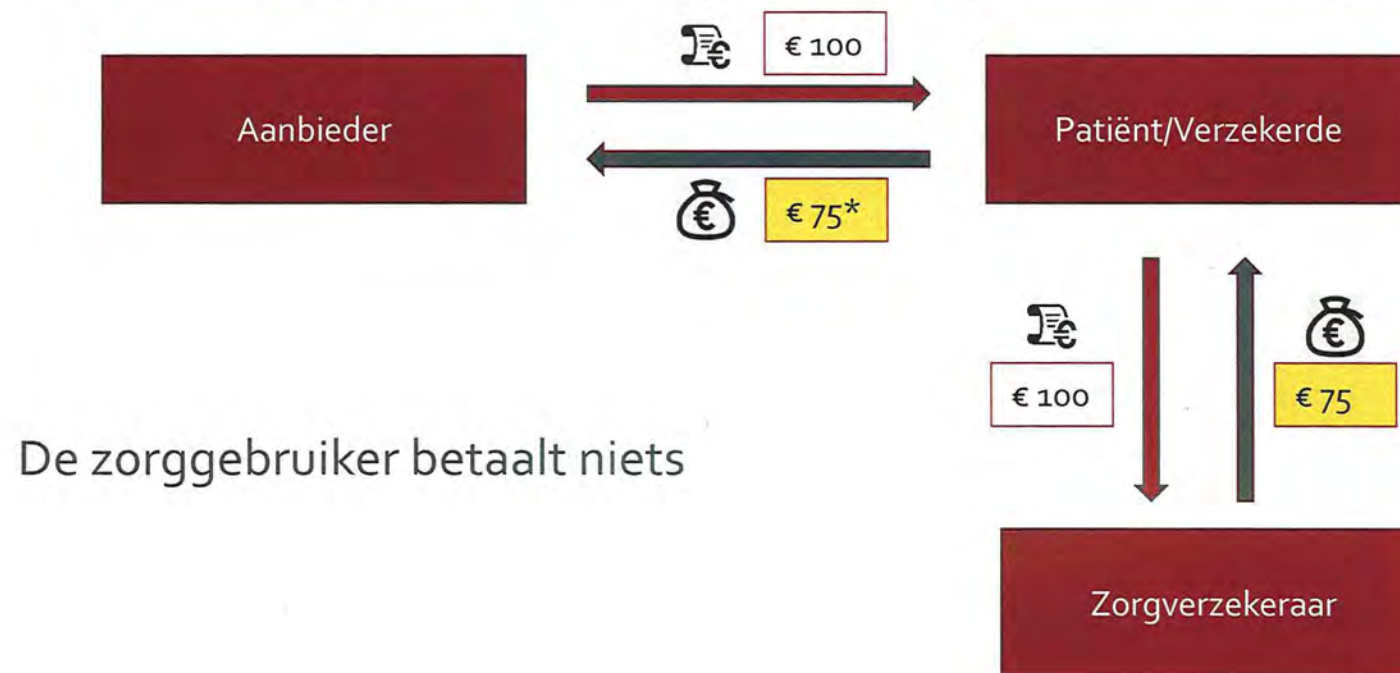 € 100
Aanbieder
Patiënt/Verzekerde
€ 75*
€ 100
€ 75
De zorggebruiker betaalt niets
Zorgverzekeraar